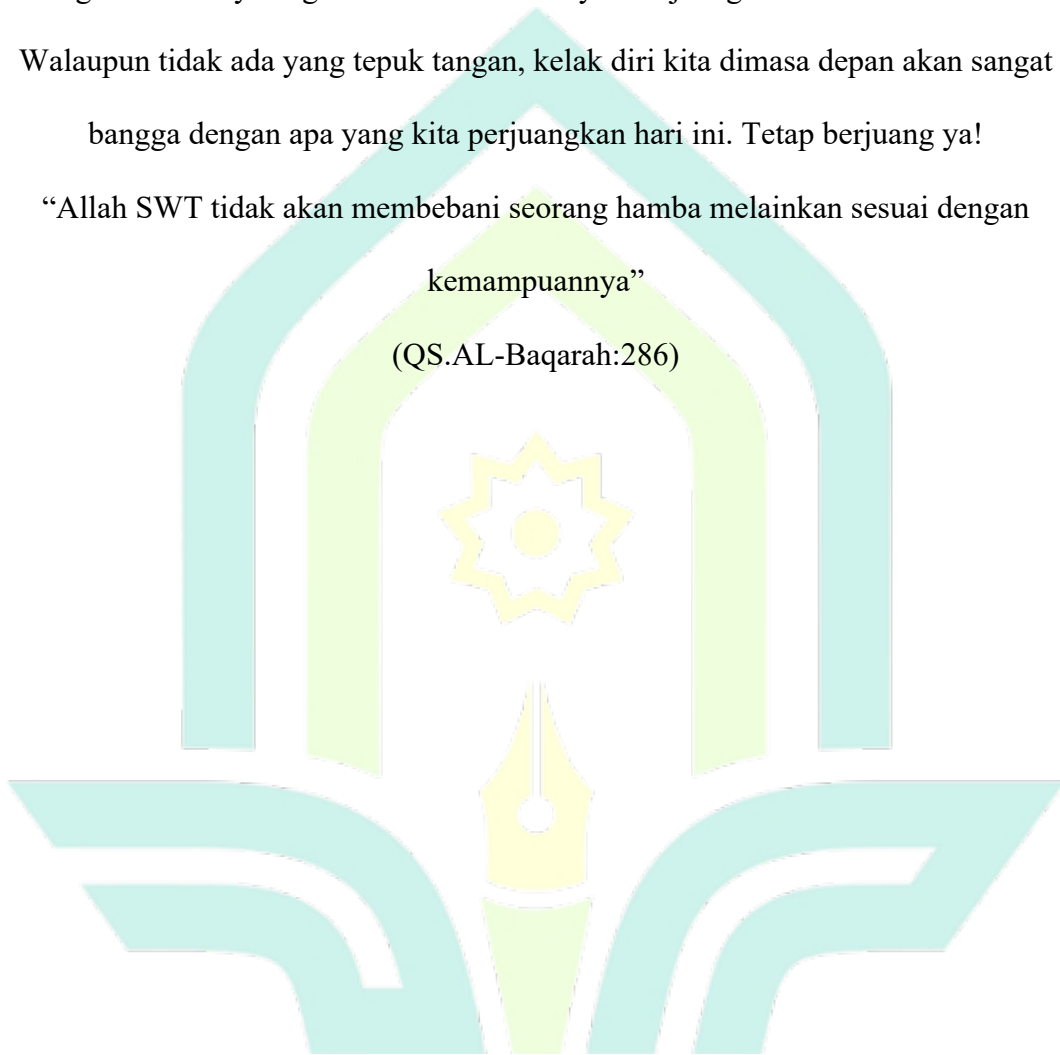 Walaupun tidak ada yang tepuk tangan, kelak diri kita dimasa depan akan sangat
bangga dengan apa yang kita perjuangkan hari ini. Tetap berjuang ya!
“Allah SWT tidak akan membebani seorang hamba melainkan sesuai dengan
kemampuannya”
(QS.AL-Baqarah:286)